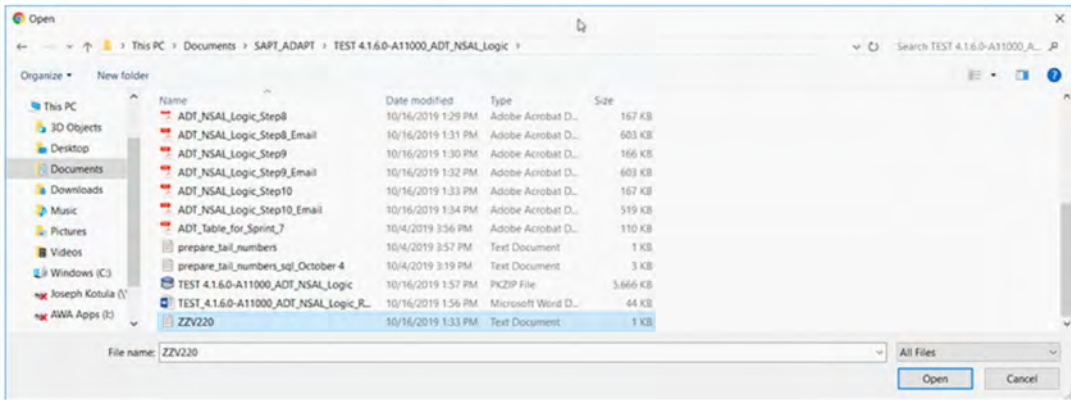 Open
This PC > Documents > SAPT_ADAPT > TEST 4.1.6.0-A11000_ADT_NSAL_Logic >
Search TEST 4.1.6.0-A11000_A...
Organize New folder
Name Date modified Type Size
This PC
3D Objects
Desktop
Documents
Downloads
Music
Pictures
Videos
Windows (C:)
Joseph Kotula (\\
AWA Apps (I:)
ADT_NSAL_Logic_Step8 10/16/2019 1:29 PM Adobe Acrobat D... 167 KB
ADT_NSAL_Logic_Step8_Email 10/16/2019 1:31 PM Adobe Acrobat D... 603 KB
ADT_NSAL_Logic_Step9 10/16/2019 1:30 PM Adobe Acrobat D... 166 KB
ADT_NSAL_Logic_Step9_Email 10/16/2019 1:32 PM Adobe Acrobat D... 603 KB
ADT_NSAL_Logic_Step10 10/16/2019 1:33 PM Adobe Acrobat D... 167 KB
ADT_NSAL_Logic_Step10_Email 10/16/2019 1:34 PM Adobe Acrobat D... 519 KB
ADT_Table_for_Sprint_7 10/4/2019 3:56 PM Adobe Acrobat D... 110 KB
prepare_tail_numbers 10/4/2019 3:57 PM Text Document 1 KB
prepare_tail_numbers_sql_October 4 10/4/2019 3:19 PM Text Document 3 KB
TEST 4.1.6.0-A11000_ADT_NSAL_Logic 10/16/2019 1:57 PM PKZIP File 5,666 KB
TEST_4.1.6.0-A11000_ADT_NSAL_Logic_R... 10/16/2019 1:56 PM Microsoft Word D... 44 KB
ZZV220 10/16/2019 1:33 PM Text Document 1 KB
File name: ZZV220 All Files
Open Cancel